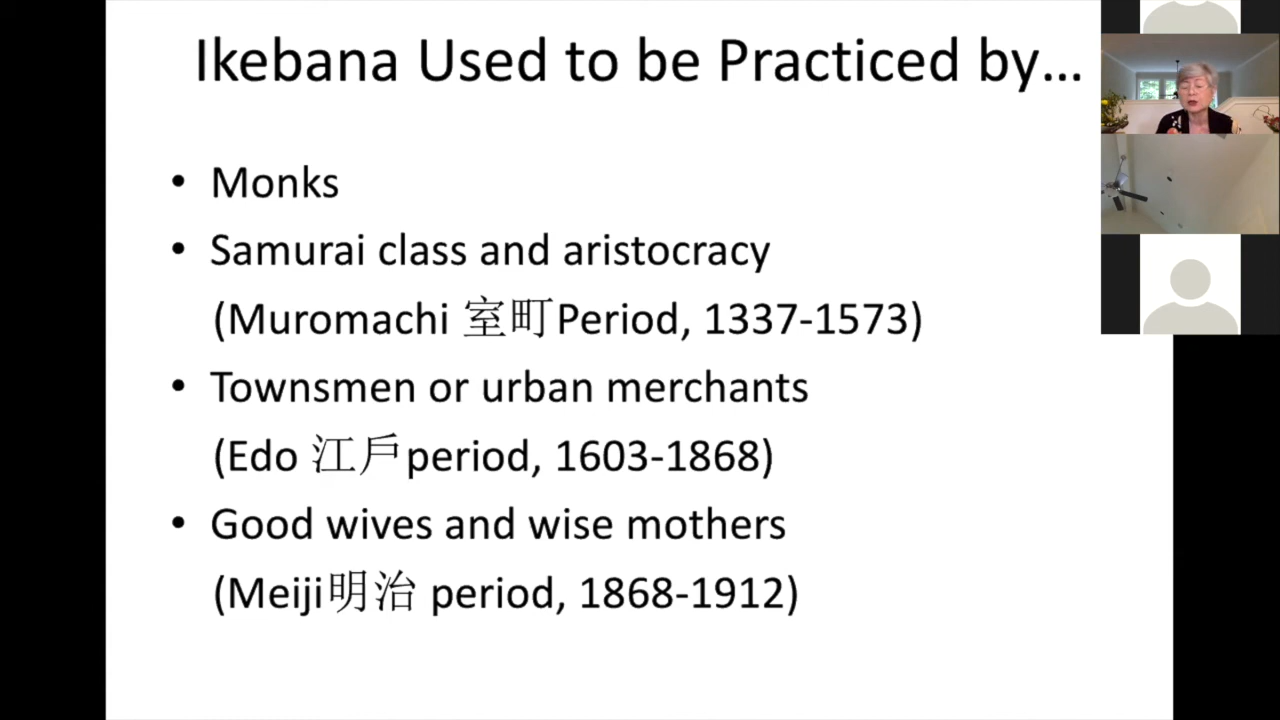 Ikebana Used to be Practiced by...
• Monks
• Samurai class and aristocracy
(Muromachi 室町Period, 1337-1573)
• Townsmen or urban merchants
(Edo 江戶period, 1603-1868)
• Good wives and wise mothers
(Meiji明治 period, 1868-1912)